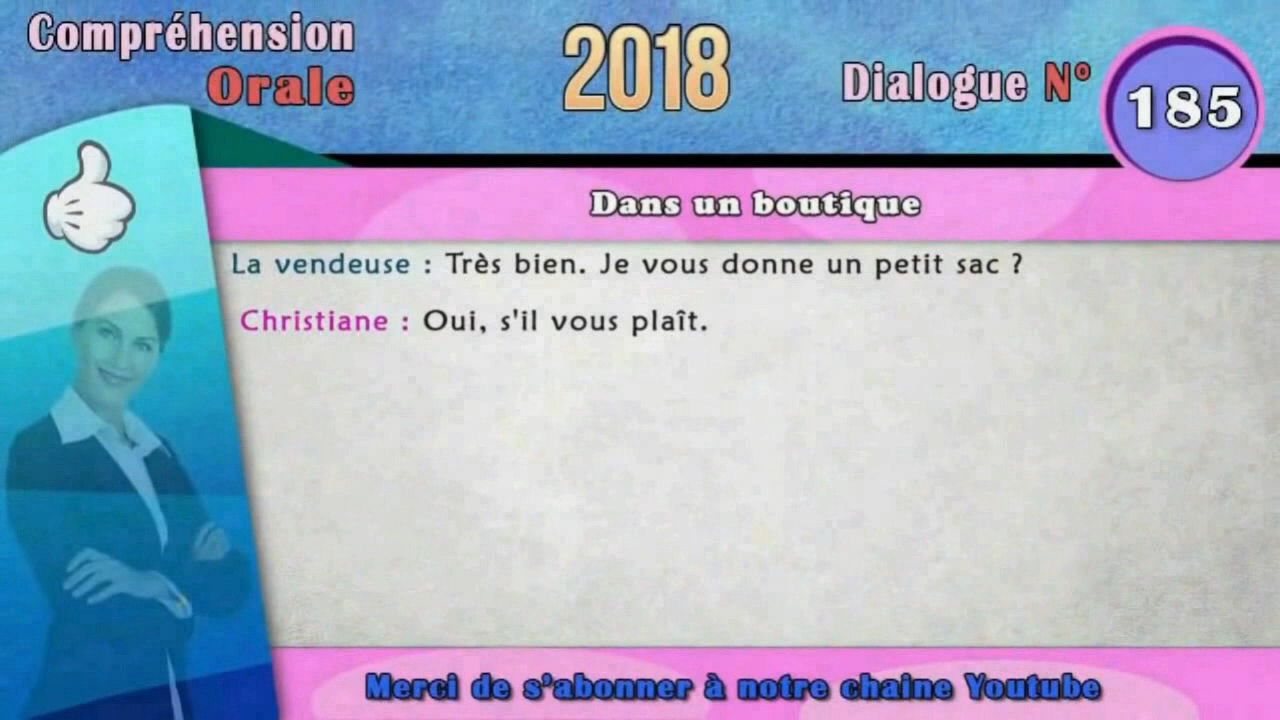 Compréhension
Orale
2018
Dialogue N°
185
Dans un boutique
La vendeuse : Très bien. Je vous donne un petit sac ?
Christiane : Oui, s'il vous plaît.
Merci de s'abonner à notre chaine Youtube